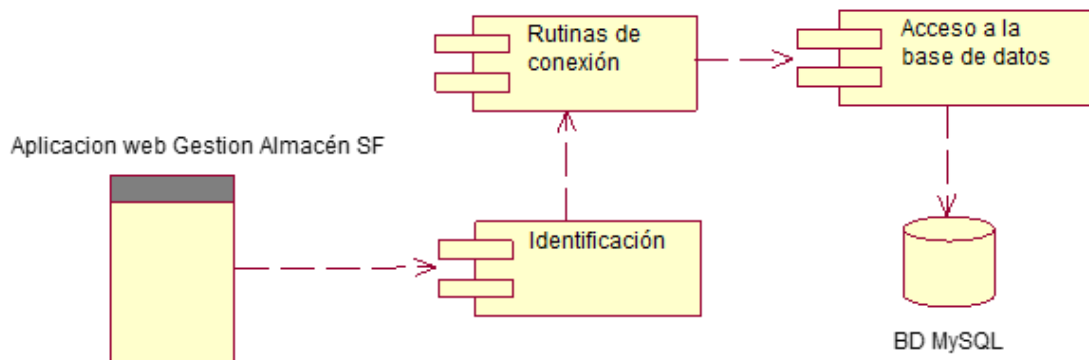 Rutinas de
conexión
Acceso a la
base de datos
Aplicacion web Gestion Almacén SF
Identificación
BD MySQL